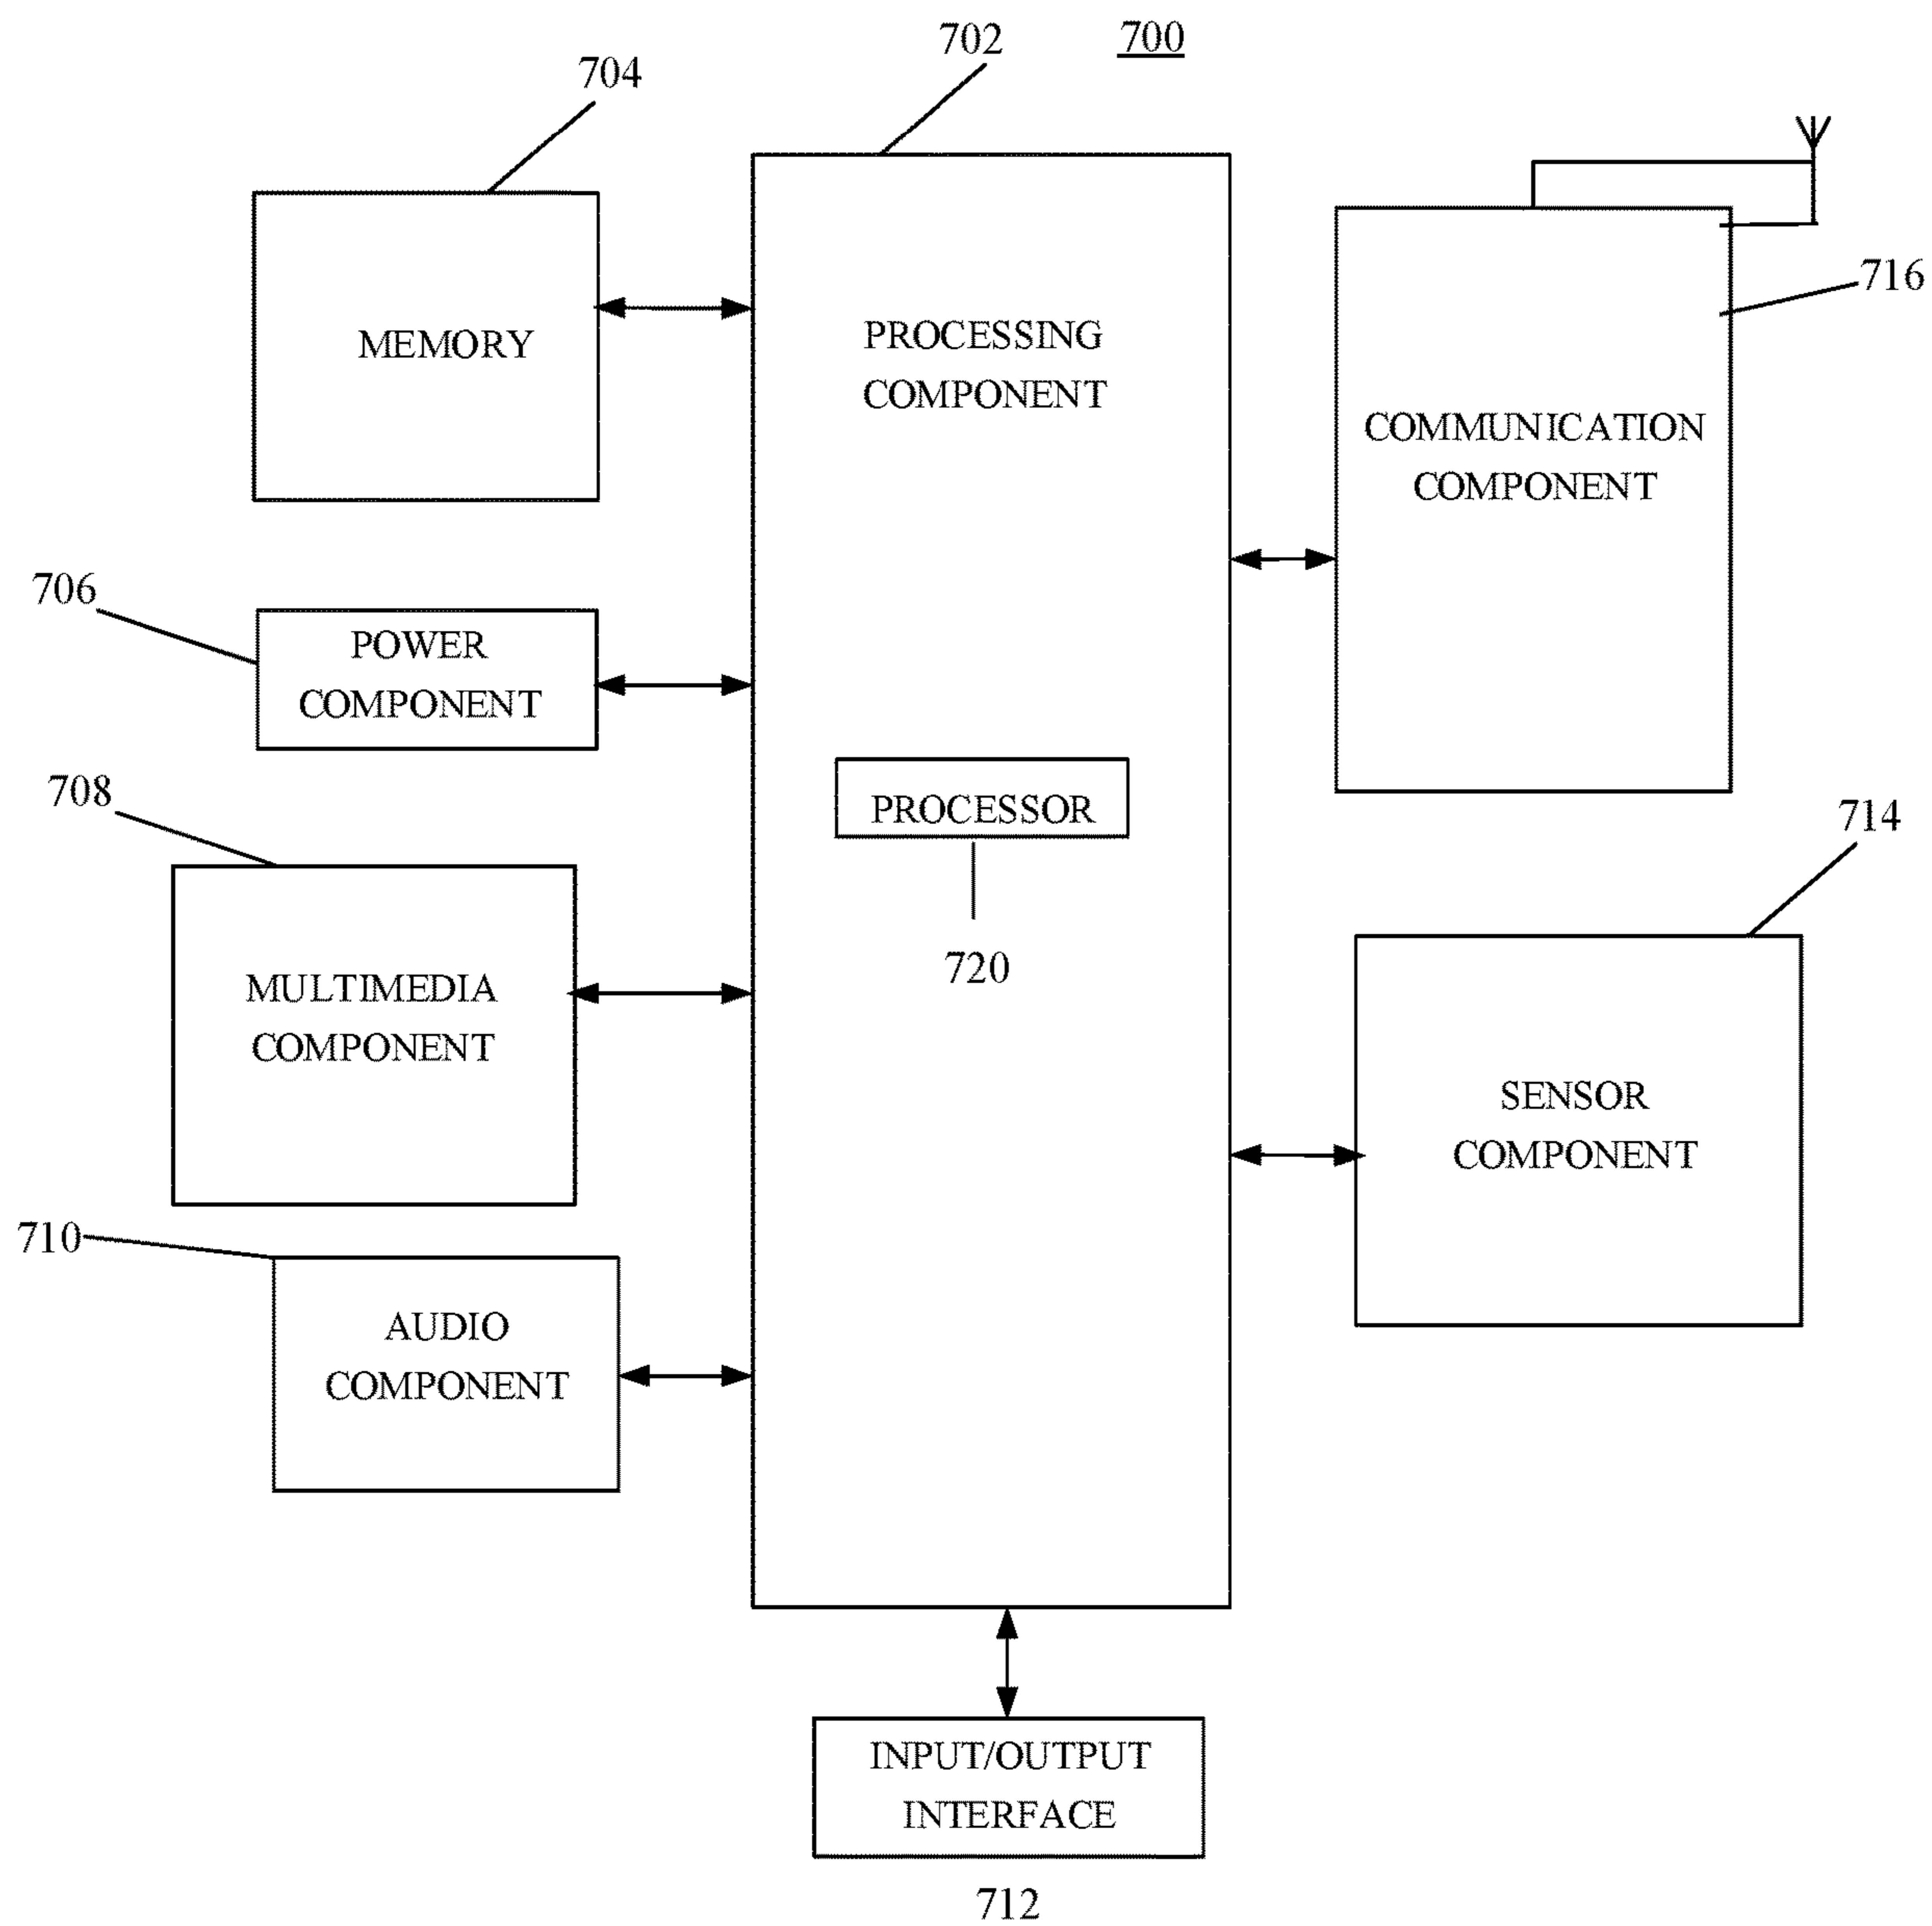 700
702
704
MEMORY
PROCESSING
COMPONENT
716
COMMUNICATION
COMPONENT
706
POWER
COMPONENT
PROCESSOR
720
708
MULTIMEDIA
COMPONENT
714
SENSOR
COMPONENT
710
AUDIO
COMPONENT
INPUT/OUTPUT
INTERFACE
712